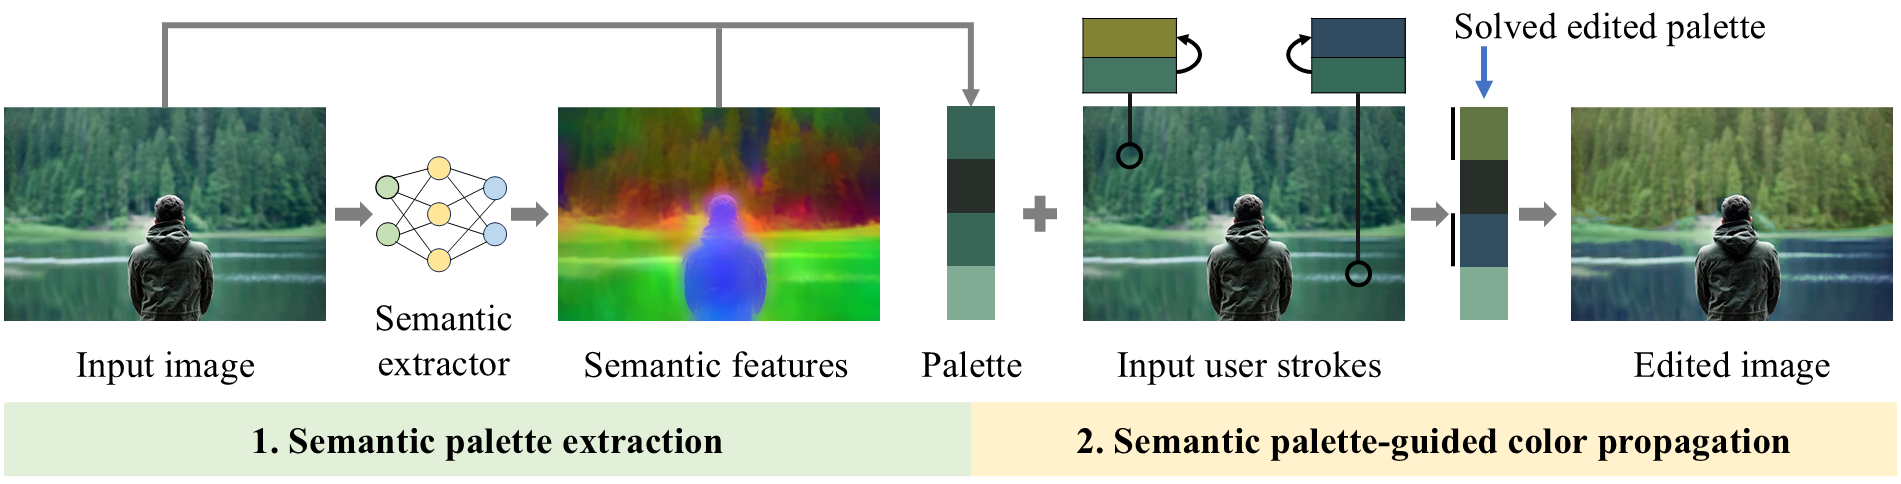 Solved edited palette
Input image
Semantic
extractor
Semantic features
Palette
Input user strokes
Edited image
1. Semantic palette extraction
2. Semantic palette-guided color propagation